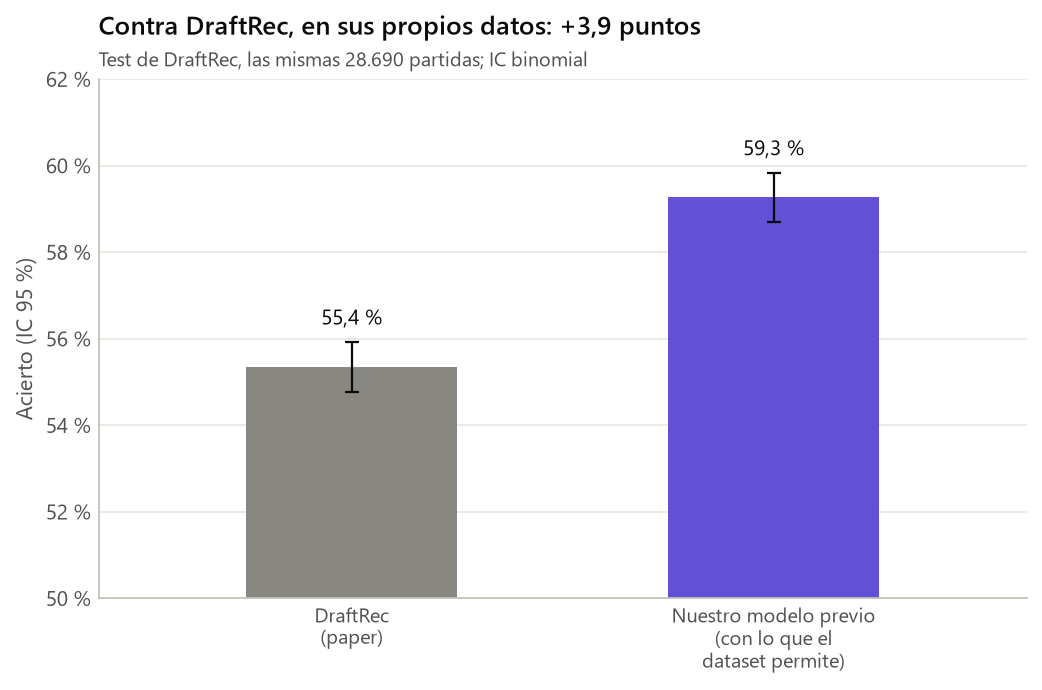 Contra DraftRec, en sus propios datos: +3,9 puntos
Test de DraftRec, las mismas 28.690 partidas; IC binomial
62 %
60 %
58 %
56 %
54 %
52 %
50 %
Acierto (IC 95 %)
55,4 %
59,3 %
DraftRec
(paper)
Nuestro modelo previo
(con lo que el
dataset permite)